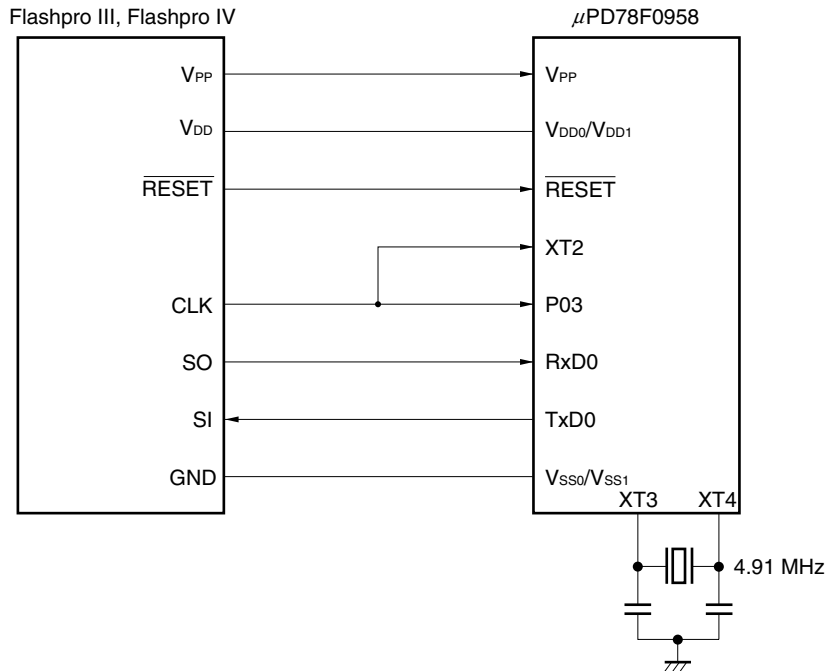 Flashpro III, Flashpro IV
μPD78F0958
VPP
VPP
VDD
VDD0/VDD1
RESET
RESET
XT2
CLK
P03
SO
RxD0
SI
TxD0
GND
VSS0/VSS1
XT3
XT4
4.91 MHz